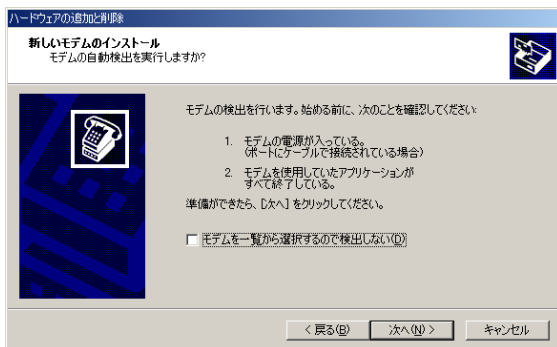 ハードウェアの追加と削除
新しいモデムのインストール
モデムの自動検出を実行しますか?
モデムの検出を行います。始める前に、次のことを確認してください:
1. モデムの電源が入っている。
(ポートにケーブルで接続されている場合)
2. モデムを使用していたアプリケーションが
すべて終了している。
準備ができたら、[次へ] をクリックしてください。
モデムを一覧から選択するので検出しない(D)
< 戻る(B)
次へ(N) >
キャンセル